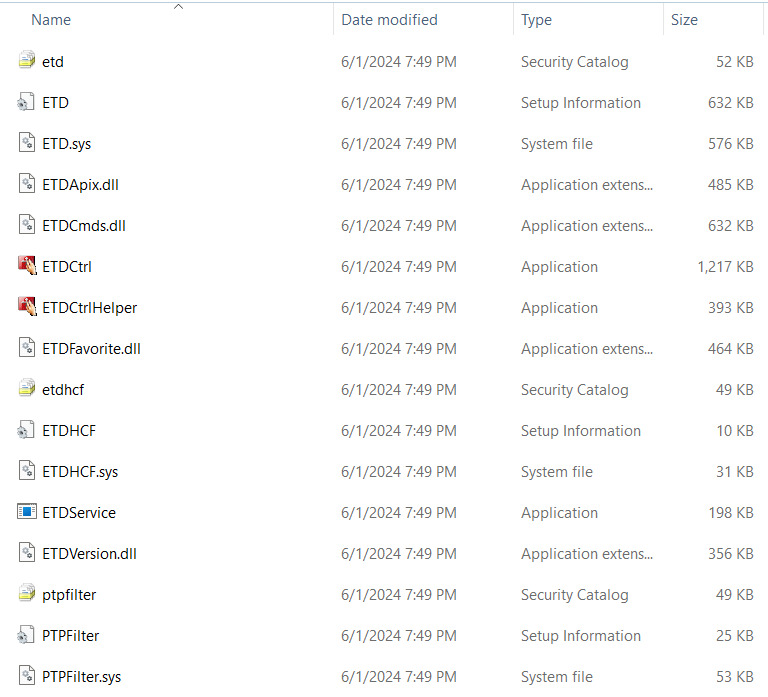 Name Date modified Type Size
etd 6/1/2024 7:49 PM Security Catalog 52 KB
ETD 6/1/2024 7:49 PM Setup Information 632 KB
ETD.sys 6/1/2024 7:49 PM System file 576 KB
ETDApix.dll 6/1/2024 7:49 PM Application extens... 485 KB
ETDCmds.dll 6/1/2024 7:49 PM Application extens... 632 KB
ETDCtrl 6/1/2024 7:49 PM Application 1,217 KB
ETDCtrlHelper 6/1/2024 7:49 PM Application 393 KB
ETDFavorite.dll 6/1/2024 7:49 PM Application extens... 464 KB
etdhcf 6/1/2024 7:49 PM Security Catalog 49 KB
ETDHCF 6/1/2024 7:49 PM Setup Information 10 KB
ETDHCF.sys 6/1/2024 7:49 PM System file 31 KB
ETDService 6/1/2024 7:49 PM Application 198 KB
ETDVersion.dll 6/1/2024 7:49 PM Application extens... 356 KB
ptpfilter 6/1/2024 7:49 PM Security Catalog 49 KB
PTPFilter 6/1/2024 7:49 PM Setup Information 25 KB
PTPFilter.sys 6/1/2024 7:49 PM System file 53 KB